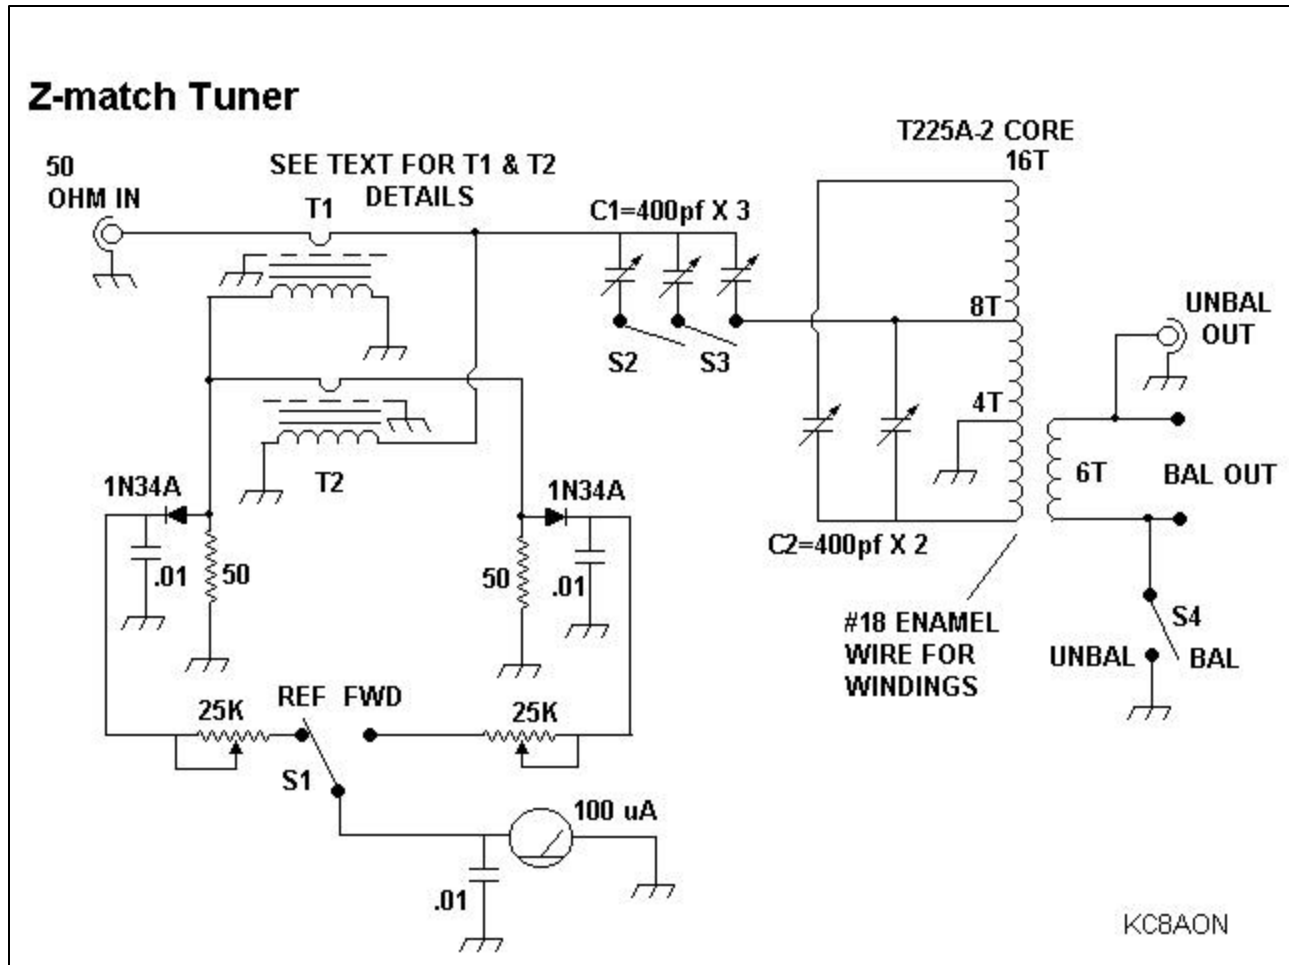 Z-match Tuner
T225A-2 CORE
16T
50
OHM IN
SEE TEXT FOR T1 & T2
DETAILS
T1
C1=400pf X 3
8T
UNBAL
OUT
S2
S3
4T
T2
6T
BAL OUT
1N34A
1N34A
C2=400pf X 2
.01
50
50
.01
#18 ENAMEL
WIRE FOR
WINDINGS
S4
UNBAL
BAL
REF FWD
25K
25K
S1
100 uA
.01
KC8AON